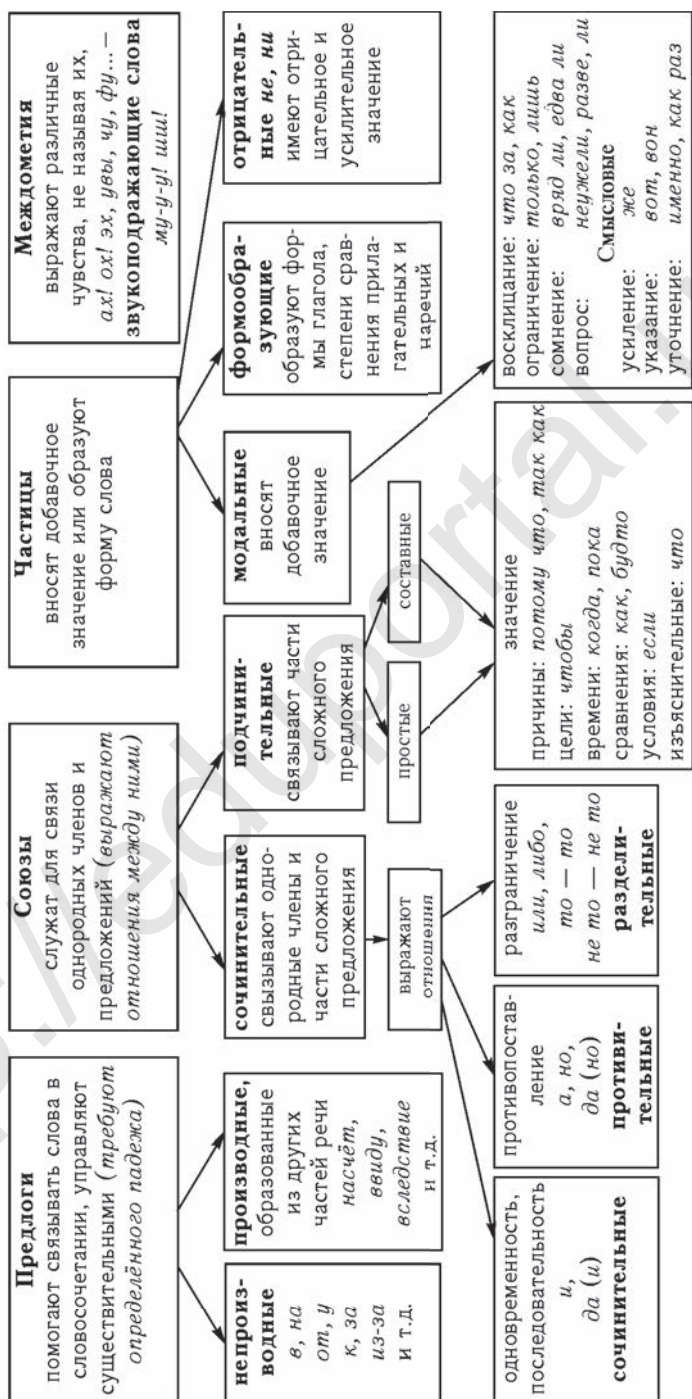 Предлоги
помогают связывать слова в
словосочетании, управляют
существительными (требуют
определённого падежа)
Союзы
служат для связи
однородных членов и
предложений (выражают
отношения между ними)
Частицы
вносят добавочное
значение или образуют
форму слова
Междометия
выражают различные
чувства, не называя их,
ах! ох! эх, увы, чу, фу... –
звукоподражающие слова
му-у-у! шш!
непроиз-
водные
в, на
от, у
к, за
из-за
и т.д.
производные,
образованные
из других
частей речи
насчёт,
ввиду,
вследствие
и т.д.
сочинительные
свызывают одно-
родные члены и
части сложного
предложения
подчини-
тельные
связывают части
сложного
предложения
модальные
вносят
добавочное
значение
формообра-
зующие
образуют фор-
мы глагола,
степени срав-
нения прила-
гательных и
наречий
отрицатель-
ные не, ни
имеют отри-
цательное и
усилительное
значение
выражают
отношения
простые
составные
одновременность,
последовательность
и,
да (и)
сочинительные
противопостав-
ление
а, но,
да (но)
противи-
тельные
разграничение
или, либо,
то — то
не то — не то
раздели-
тельные
значение
причины: потому что, так как
цели: чтобы
времени: когда, пока
сравнения: как, будто
условия: если
изъяснительные: что
восклицание: что за, как
ограничение: только, лишь
сомнение: вряд ли, едва ли
вопрос: неужели, разве, ли
Смысловые
усиление: же
указание: вот, вон
уточнение: именно, как раз
://eduportal.